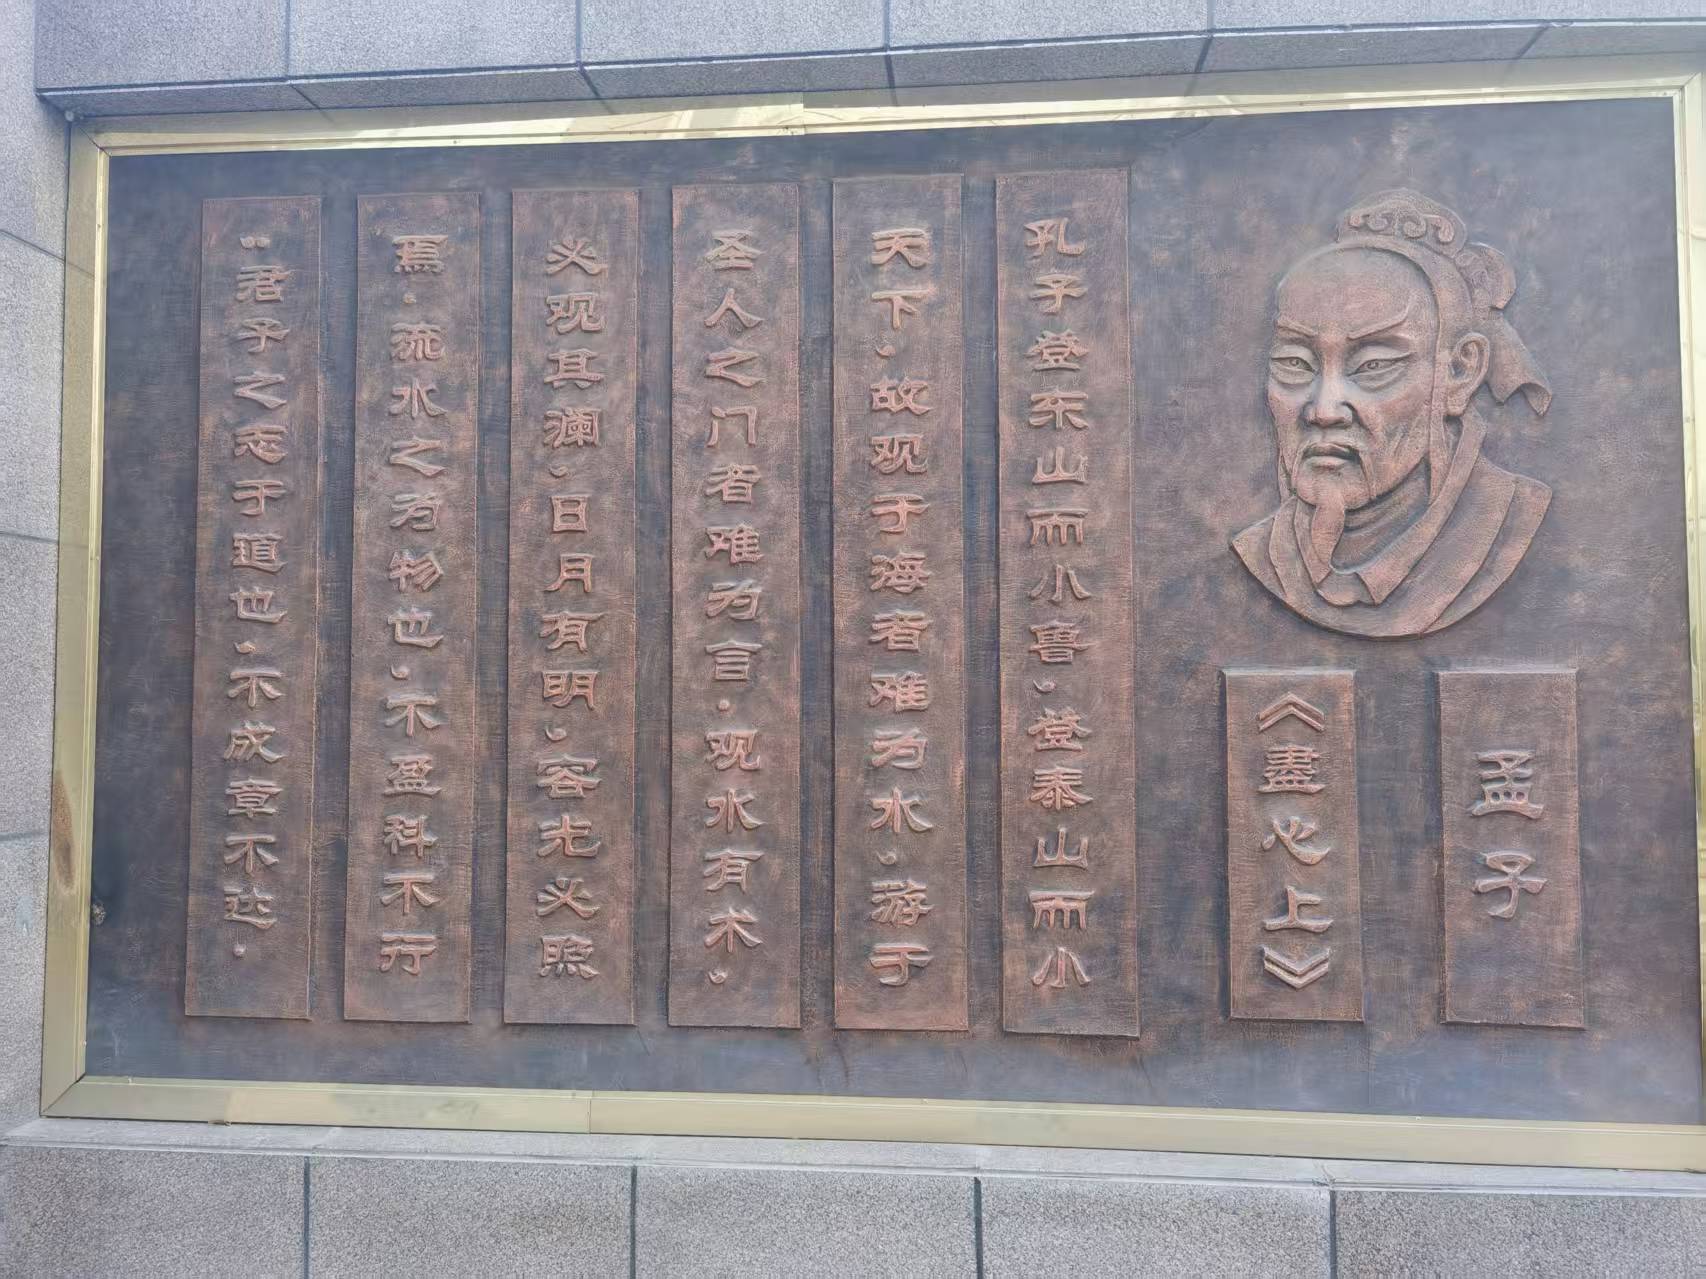 孟子
《盡心上》
孔子登东山而小鲁，登泰山而小
天下，故观于海者难为水，游于
圣人之门者难为言．观水有术，
必观其澜，日月有明，容光必照
焉．流水之为物也，不盈科不行
“君子之志于道也，不成章不达．